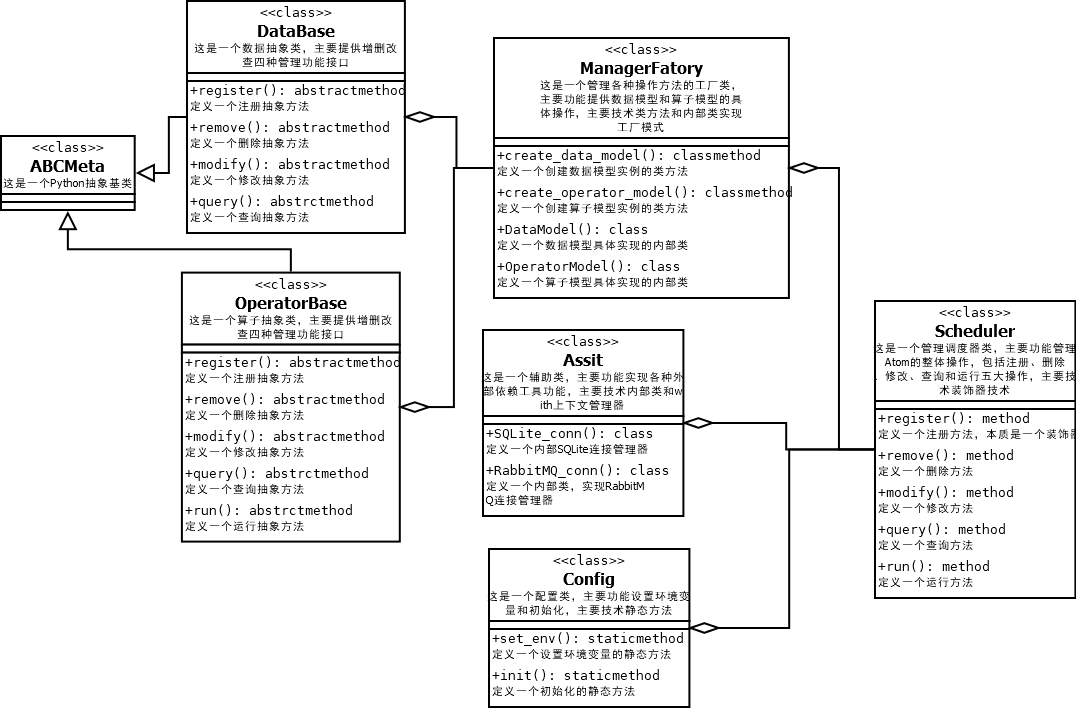 <<class>>
DataBase
这是一个数据抽象类，主要提供增删改
查四种管理功能接口
+register(): abstractmethod
定义一个注册抽象方法
+remove(): abstractmethod
定义一个删除抽象方法
+modify(): abstractmethod
定义一个修改抽象方法
+query(): abstrctmethod
定义一个查询抽象方法
<<class>>
ABCMeta
这是一个Python抽象基类
<<class>>
OperatorBase
这是一个算子抽象类，主要提供增删改
查四种管理功能接口
+register(): abstractmethod
定义一个注册抽象方法
+remove(): abstractmethod
定义一个删除抽象方法
+modify(): abstractmethod
定义一个修改抽象方法
+query(): abstrctmethod
定义一个查询抽象方法
+run(): abstrctmethod
定义一个运行抽象方法
<<class>>
ManagerFatory
这是一个管理各种操作方法的工厂类，
主要功能提供数据模型和算子模型的具
体操作，主要技术类方法和内部类实现
工厂模式
+create_data_model(): classmethod
定义一个创建数据模型实例的类方法
+create_operator_model(): classmethod
定义一个创建算子模型实例的类方法
+DataModel(): class
定义一个数据模型具体实现的内部类
+OperatorModel(): class
定义一个算子模型具体实现的内部类
<<class>>
Assit
这是一个辅助类，主要功能实现各种外
部依赖工具功能，主要技术内部类和w
ith上下文管理器
+SQLite_conn(): class
定义一个内部SQLite连接管理器
+RabbitMQ_conn(): class
定义一个内部类，实现RabbitM
Q连接管理器
<<class>>
Config
这是一个配置类，主要功能设置环境变
量和初始化，主要技术静态方法
+set_env(): staticmethod
定义一个设置环境变量的静态方法
+init(): staticmethod
定义一个初始化的静态方法
<<class>>
Scheduler
这是一个管理调度器类，主要功能管理
Atom的整体操作，包括注册、删除
、修改、查询和运行五大操作，主要技
术装饰器技术
+register(): method
定义一个注册方法，本质是一个装饰器
+remove(): method
定义一个删除方法
+modify(): method
定义一个修改方法
+query(): method
定义一个查询方法
+run(): method
定义一个运行方法